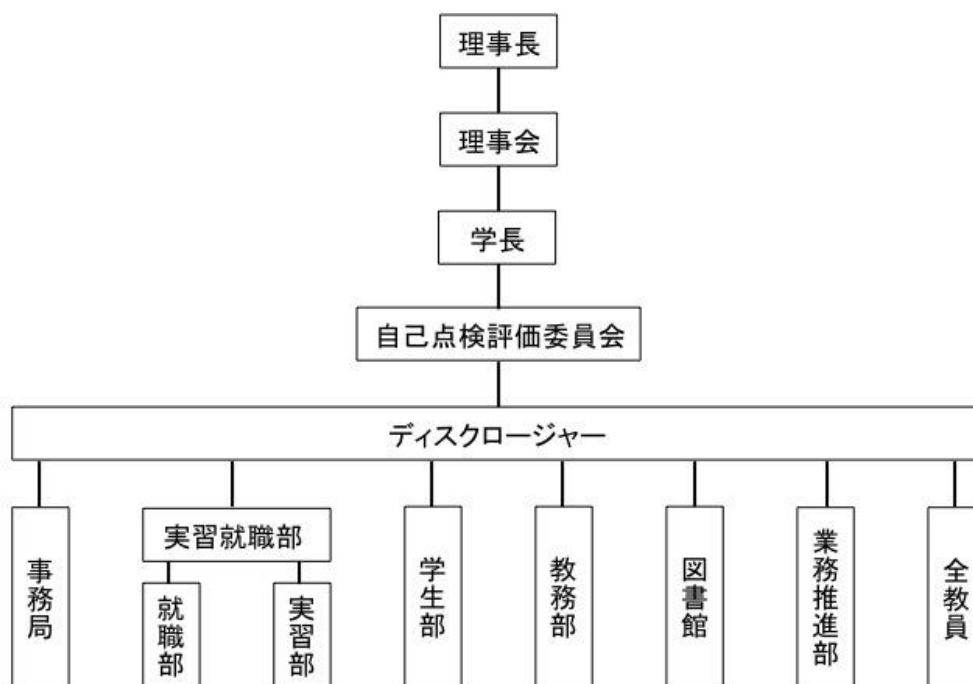 理事長
理事会
学長
自己点検評価委員会
ディスクロージャー
事務局
実習就職部
就職部
実習部
学生部
教務部
図書館
業務推進部
全教員